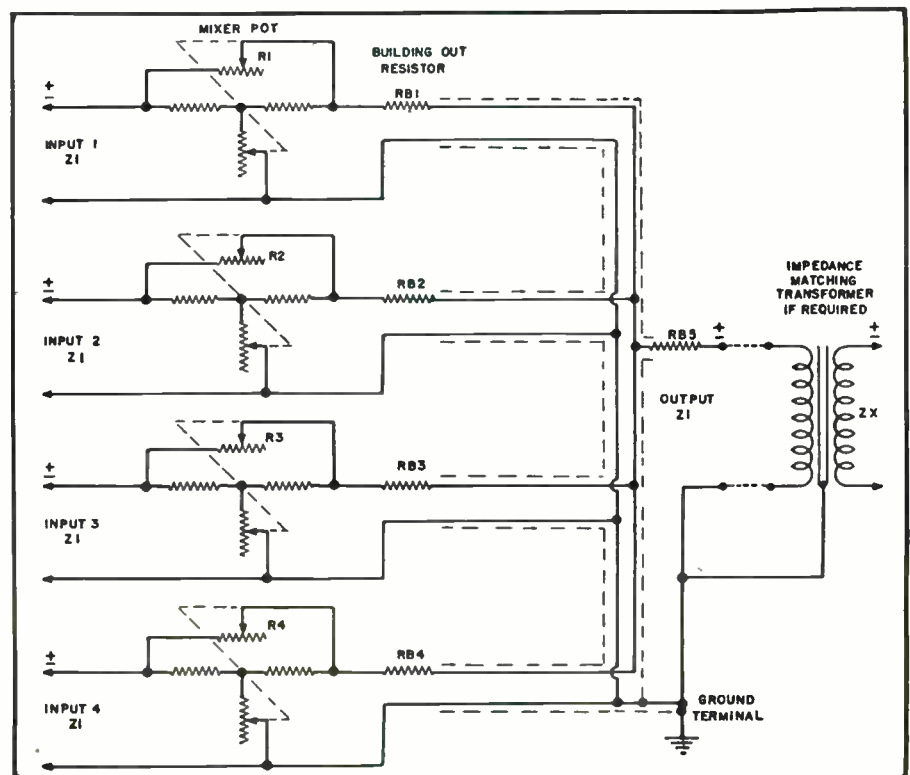 MIXER POT
R1
BUILDING OUT
RESISTOR
RB1
±
INPUT 1
Z1
R2
RB2
±
INPUT 2
Z1
IMPEDANCE
MATCHING
TRANSFORMER
IF REQUIRED
±
±
RB5
OUTPUT
Z1
ZX
R3
RB3
±
INPUT 3
Z1
R4
RB4
±
INPUT 4
Z1
GROUND
TERMINAL